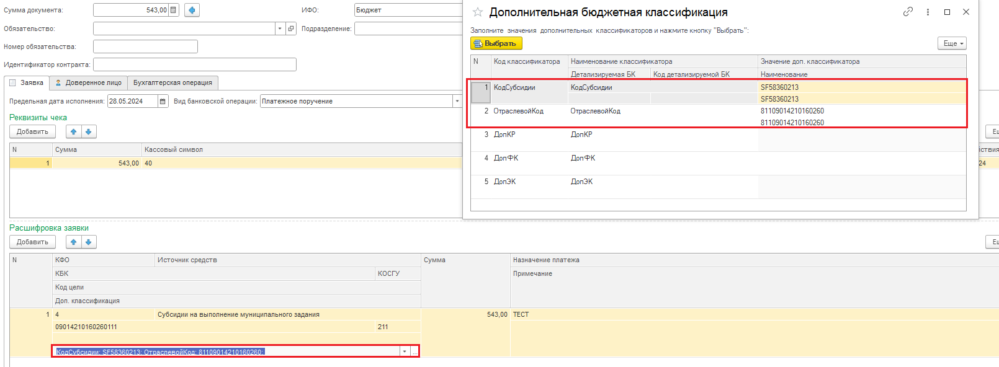 Сумма документа:
543,00
ИФО:
Бюджет
Обязательство:
Подразделение:
Номер обязательства:
Идентификатор контракта:
Заявка
Доверенное лицо
Бухгалтерская операция
Предельная дата исполнения:
28.05.2024
Вид банковской операции:
Платежное поручение
Реквизиты чека
Добавить
N
Сумма
Кассовый символ
1
543,00
40
Дополнительная бюджетная классификация
Заполните значения дополнительных классификаторов и нажмите кнопку "Выбрать":
Выбрать
Еще
N
Код классификатора
Наименование классификатора
Значение доп. классификатора
Детализируемая БК
Код детализируемой БК
Наименование
1
КодСубсидии
КодСубсидии
SF58360213
SF58360213
2
ОтраслевойКод
ОтраслевойКод
81109014210160260
81109014210160260
3
ДопКР
ДопКР
4
ДопФК
ДопФК
5
ДопЭК
ДопЭК
Ец
йствия
24
Расшифровка заявки
Добавить
Ец
N
КФО
Источник средств
Сумма
Назначение платежа
КБК
КОСГУ
Примечание
Код цели
Доп. классификация
1
4
Субсидии на выполнение муниципального задания
543,00
ТЕСТ
09014210160260111
211
КодСубсидии: SF58360213; ОтраслевойКод: 81109014210160260;
...